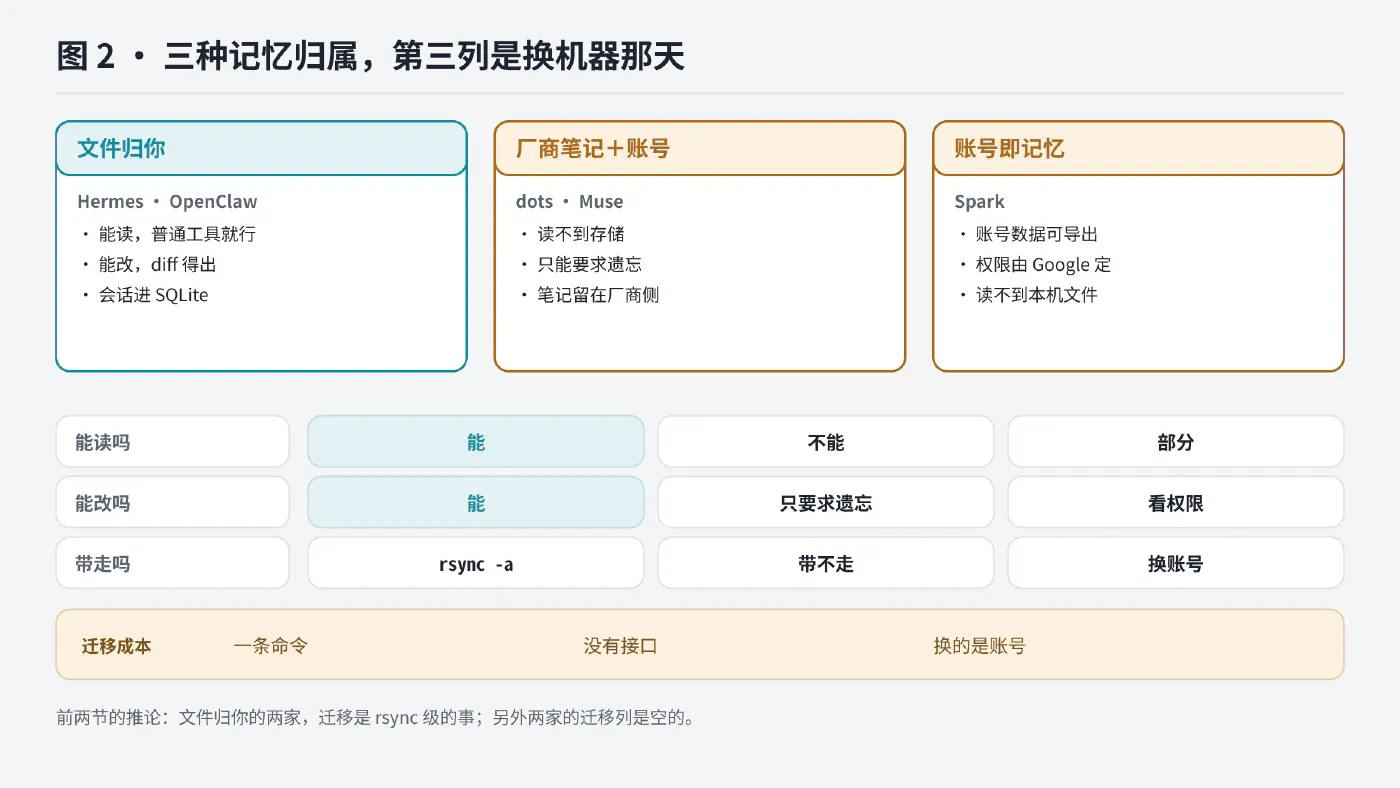 图 2 · 三种记忆归属，第三列是换机器那天
文件归你
Hermes · OpenClaw
· 能读，普通工具就行
· 能改，diff 得出
· 会话进 SQLite
厂商笔记＋账号
dots · Muse
· 读不到存储
· 只能要求遗忘
· 笔记留在厂商侧
账号即记忆
Spark
· 账号数据可导出
· 权限由 Google 定
· 读不到本机文件
能读吗 能 不能 部分
能改吗 能 只要求遗忘 看权限
带走吗 rsync -a 带不走 换账号
迁移成本 一条命令 没有接口 换的是账号
前两节的推论：文件归你的两家，迁移是 rsync 级的事；另外两家的迁移列是空的。